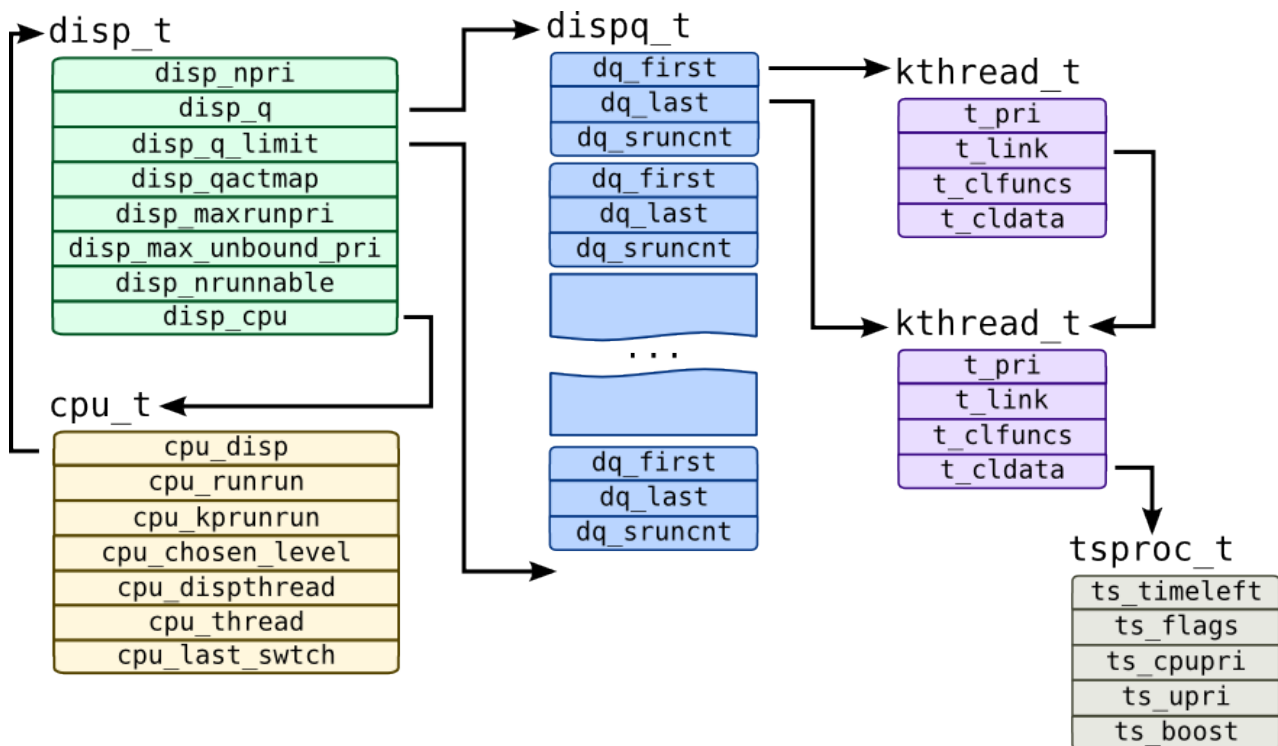 disp_t
disp_npri
disp_q
disp_q_limit
disp_qactmap
disp_maxrunpri
disp_max_unbound_pri
disp_nrunnable
disp_cpu
cpu_t
cpu_disp
cpu_runrun
cpu_kprunrun
cpu_chosen_level
cpu_dispthread
cpu_thread
cpu_last_swtch
dispq_t
dq_first
dq_last
dq_sruncnt
dq_first
dq_last
dq_sruncnt
...
dq_first
dq_last
dq_sruncnt
kthread_t
t_pri
t_link
t_clfuncs
t_cldata
kthread_t
t_pri
t_link
t_clfuncs
t_cldata
tsproc_t
ts_timeleft
ts_flags
ts_cpupri
ts_upri
ts_boost